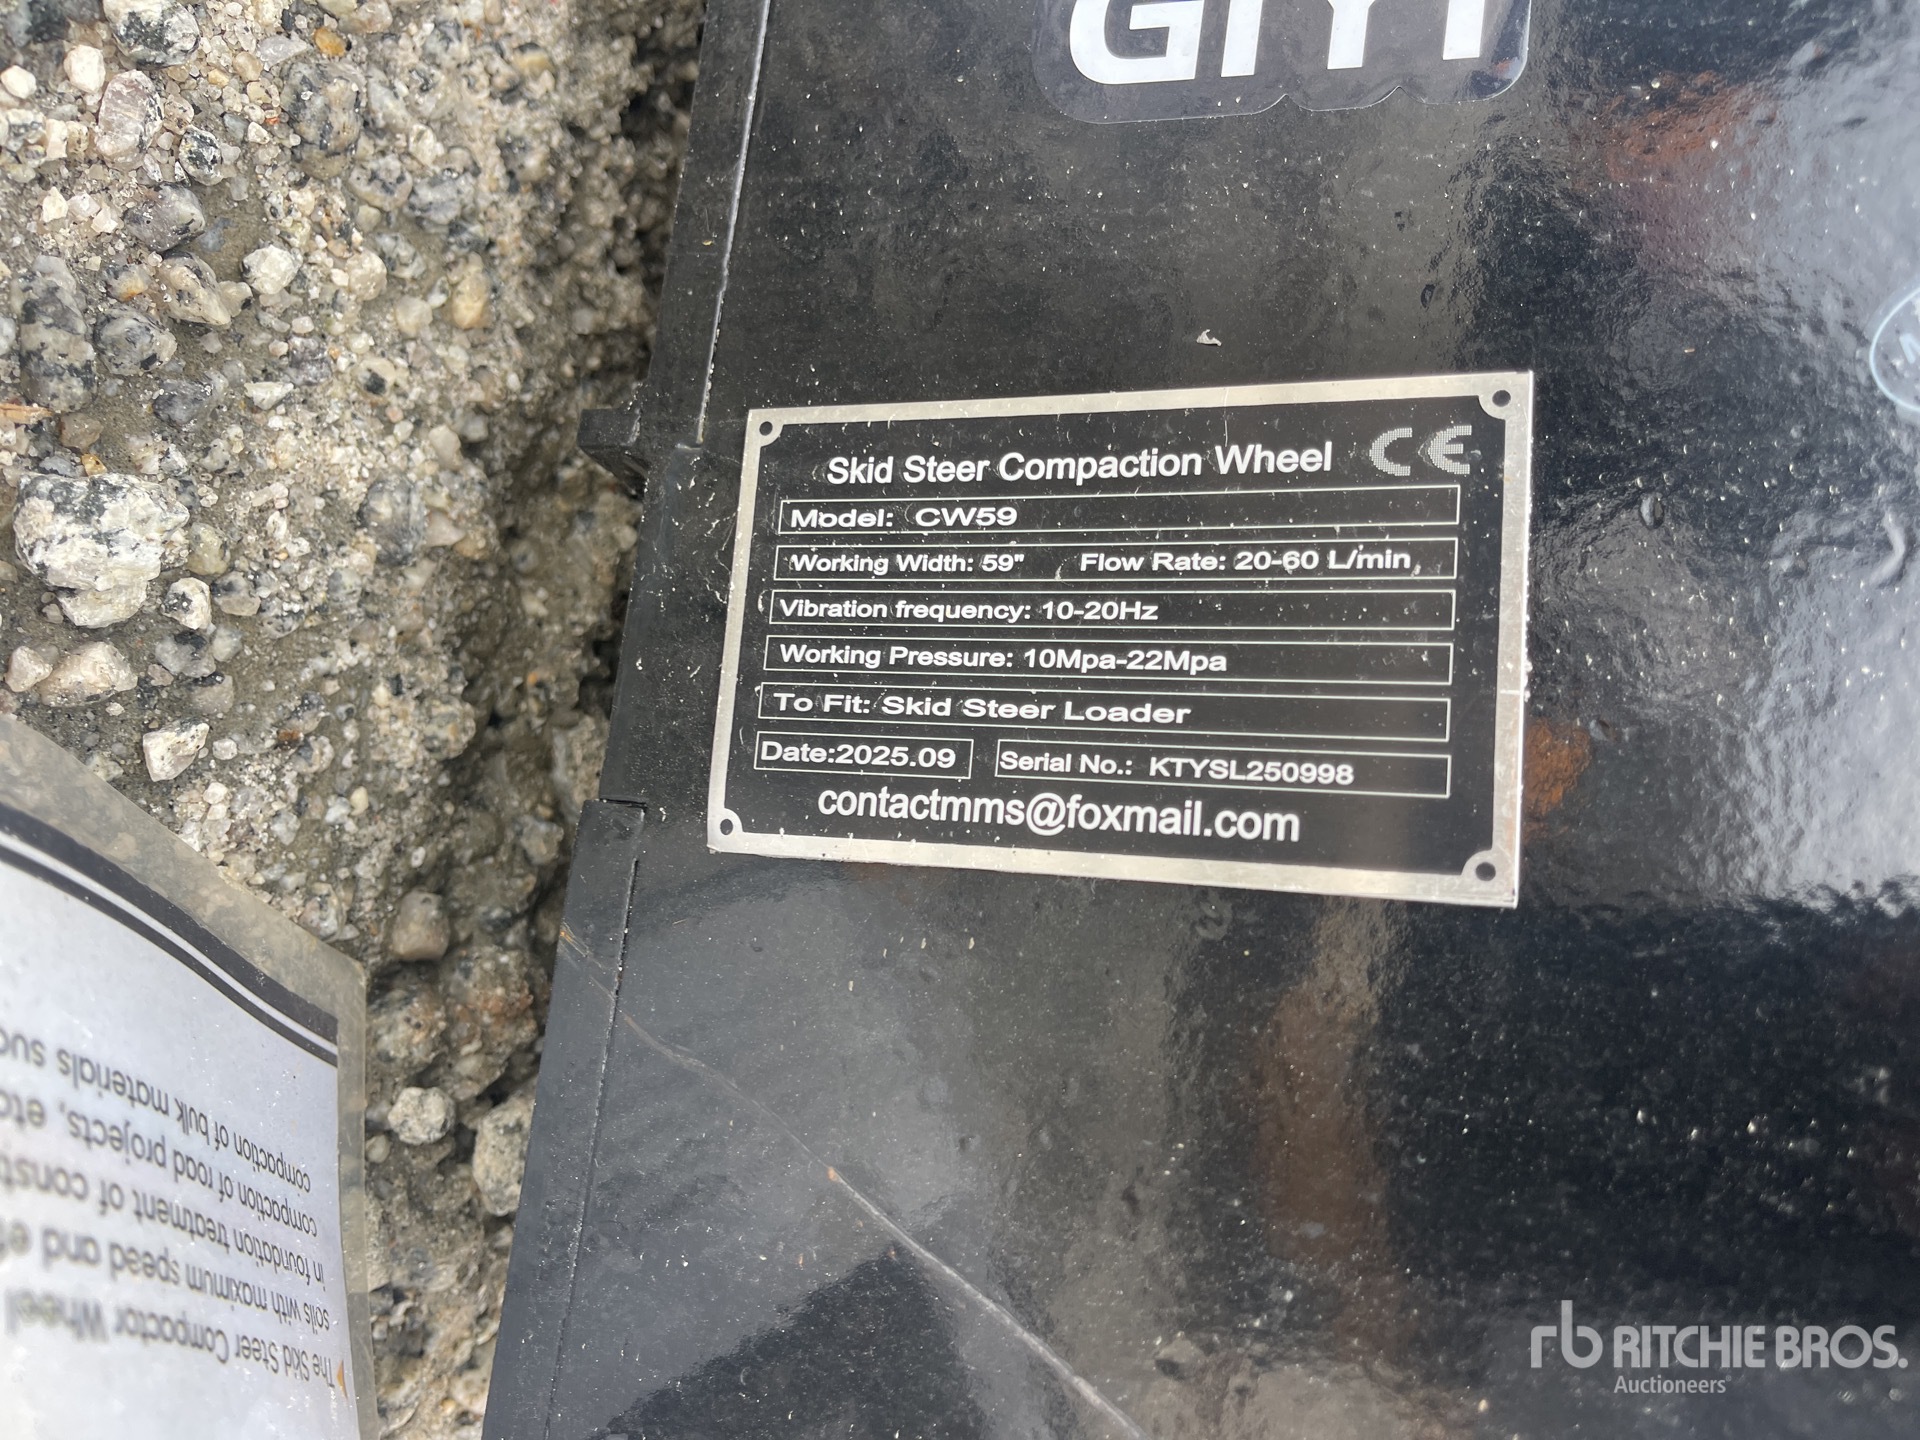 GIYI
Skid Steer Compaction Wheel CE
Model: CW59
Working Width: 59" Flow Rate: 20-60 L/min
Vibration frequency: 10-20Hz
Working Pressure: 10Mpa-22Mpa
To Fit: Skid Steer Loader
Date:2025.09 Serial No.: KTYSL250998
contactmms@foxmail.com
The Skid Steer Compactor Wheel
soils with maximum speed and
in foundation treatment of
compaction of road projects, etc
compaction of bulk materials
rb RITCHIE BROS.
Auctioneers